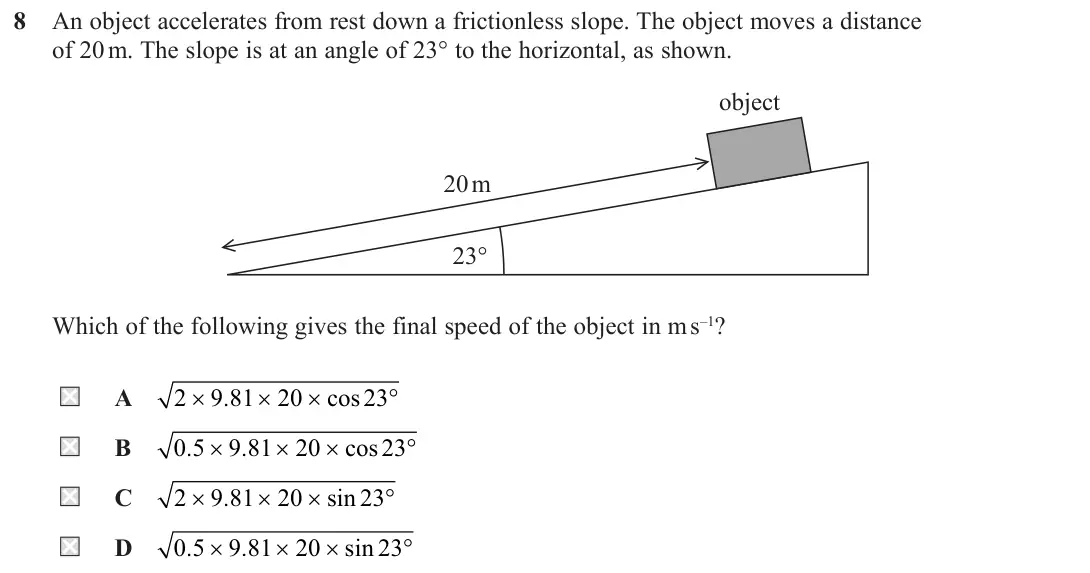 8 An object accelerates from rest down a frictionless slope. The object moves a distance
of 20 m. The slope is at an angle of 23° to the horizontal, as shown.
object
20 m
23°
Which of the following gives the final speed of the object in m s⁻¹?
A √(2 × 9.81 × 20 × cos 23°)
B √(0.5 × 9.81 × 20 × cos 23°)
C √(2 × 9.81 × 20 × sin 23°)
D √(0.5 × 9.81 × 20 × sin 23°)